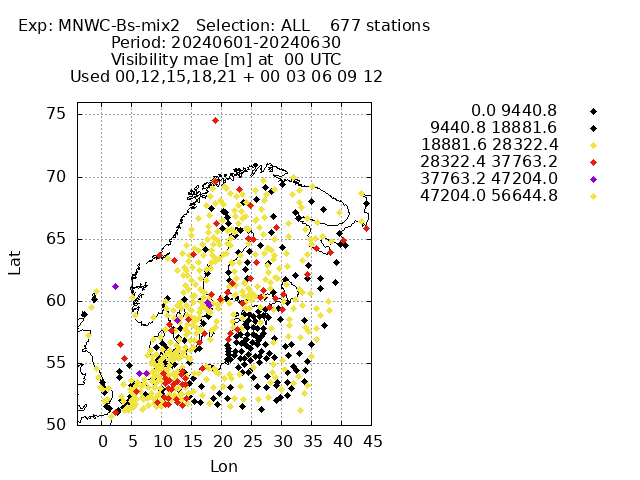 Exp: MNWC-Bs-mix2   Selection: ALL    677 stations
Period: 20240601-20240630
Visibility mae [m] at  00 UTC
Used 00,12,15,18,21 + 00 03 06 09 12
0.0 9440.8
9440.8 18881.6
18881.6 28322.4
28322.4 37763.2
37763.2 47204.0
47204.0 56644.8
75
70
65
60
55
50
Lat
0 5 10 15 20 25 30 35 40 45
Lon